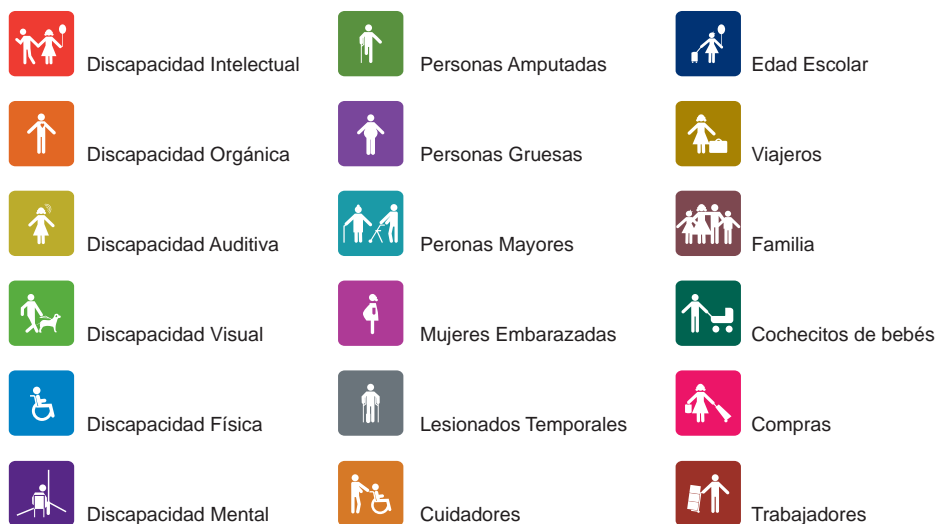 Discapacidad Intelectual
Personas Amputadas
Edad Escolar
Discapacidad Orgánica
Personas Gruesas
Viajeros
Discapacidad Auditiva
Peronas Mayores
Familia
Discapacidad Visual
Mujeres Embarazadas
Cochecitos de bebés
Discapacidad Física
Lesionados Temporales
Compras
Discapacidad Mental
Cuidadores
Trabajadores